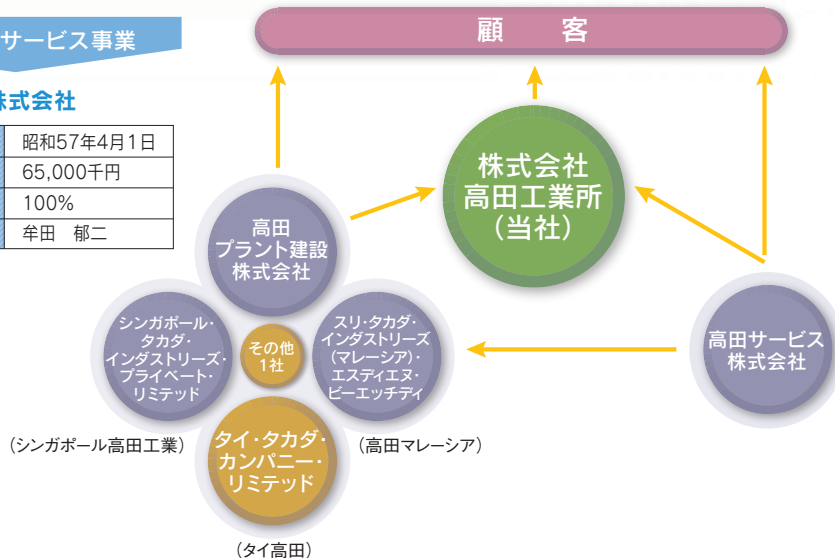 サービス事業
顧　客
株式会社
昭和57年4月1日
65,000千円
100%
牟田　郁二
株式会社
高田工業所
(当社)
高田
プラント建設
株式会社
シンガポール・
タカダ・
インダストリーズ・
プライベート・
リミテッド
その他
1社
スリ・タカダ・
インダストリーズ
(マレーシア)・
エスディエヌ・
ビーエッチディ
高田サービス
株式会社
(シンガポール高田工業)
タイ・タカダ・
カンパニー・
リミテッド
(高田マレーシア)
(タイ高田)